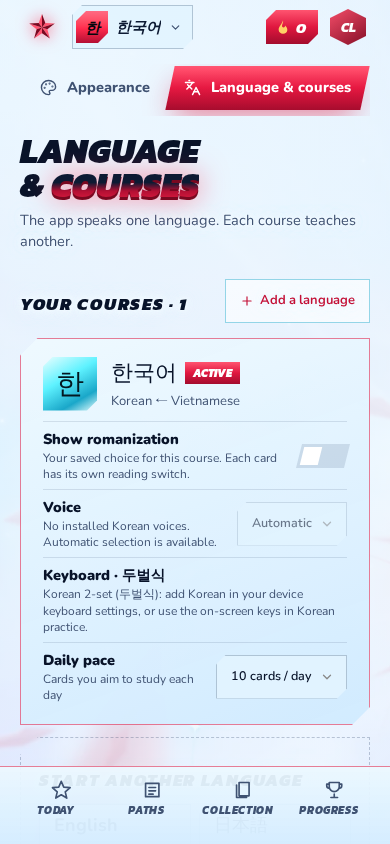 한 한국어 0 CL
Appearance Language & courses
LANGUAGE
& COURSES
The app speaks one language. Each course teaches
another.
YOUR COURSES · 1 + Add a language
한 한국어 ACTIVE
Korean ← Vietnamese
Show romanization
Your saved choice for this course. Each card
has its own reading switch.
Voice
No installed Korean voices.
Automatic selection is available.
Automatic
Keyboard · 두벌식
Korean 2-set (두벌식): add Korean in your device
keyboard settings, or use the on-screen keys in Korean
practice.
Daily pace
Cards you aim to study each
day
10 cards / day
START ANOTHER LANGUAGE
TODAY PATHS COLLECTION PROGRESS
English 日本語